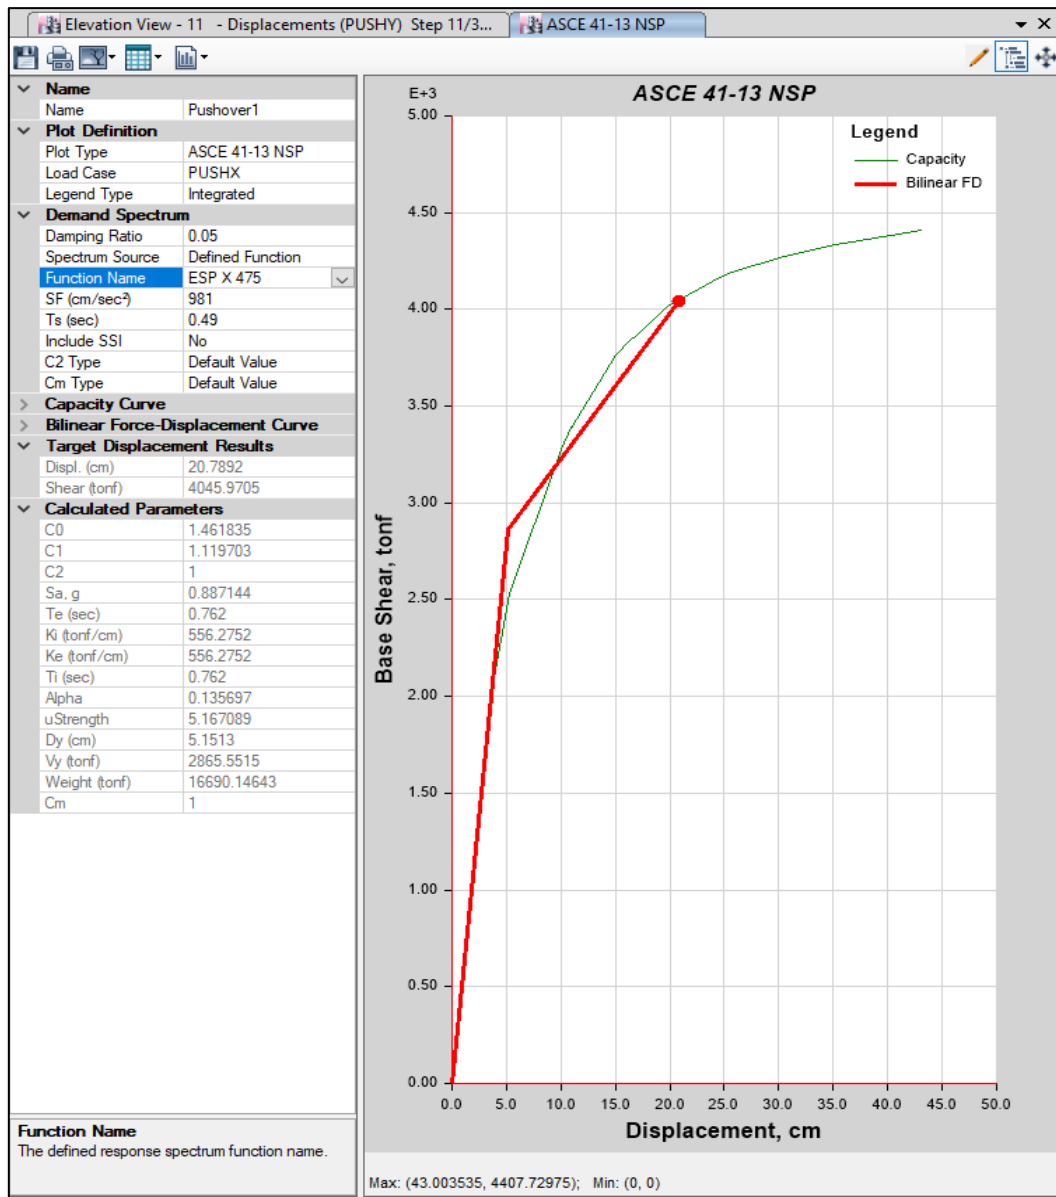 Elevation View - 11 - Displacements (PUSHY) Step 11/3...
ASCE 41-13 NSP
Name
Name Pushover1
Plot Definition
Plot Type ASCE 41-13 NSP
Load Case PUSHX
Legend Type Integrated
Demand Spectrum
Damping Ratio 0.05
Spectrum Source Defined Function
Function Name ESP X 475
SF (cm/sec²) 981
Ts (sec) 0.49
Include SSI No
C2 Type Default Value
Cm Type Default Value
Capacity Curve
Bilinear Force-Displacement Curve
Target Displacement Results
Displ. (cm) 20.7892
Shear (tonf) 4045.9705
Calculated Parameters
C0 1.461835
C1 1.119703
C2 1
Sa, g 0.887144
Te (sec) 0.762
Ki (tonf/cm) 556.2752
Ke (tonf/cm) 556.2752
Ti (sec) 0.762
Alpha 0.135697
uStrength 5.167089
Dy (cm) 5.1513
Vy (tonf) 2865.5515
Weight (tonf) 16690.14643
Cm 1
Function Name
The defined response spectrum function name.
ASCE 41-13 NSP
E+3
5.00
4.50
4.00
3.50
3.00
2.50
2.00
1.50
1.00
0.50
0.00
Legend
Capacity
Bilinear FD
Base Shear, tonf
0.0 5.0 10.0 15.0 20.0 25.0 30.0 35.0 40.0 45.0 50.0
Displacement, cm
Max: (43.003535, 4407.72975); Min: (0, 0)